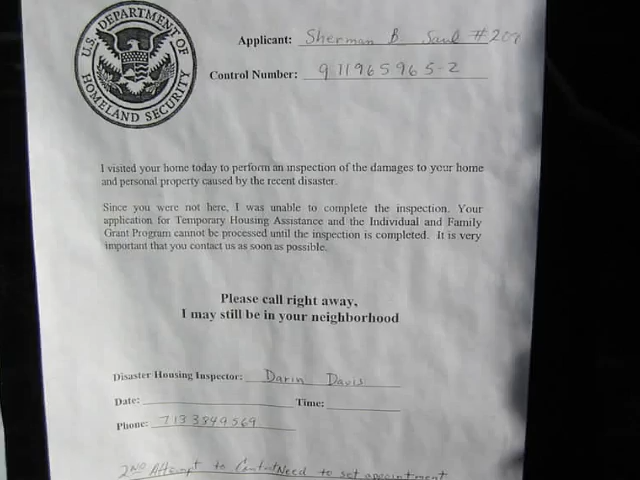 U.S. DEPARTMENT OF
HOMELAND SECURITY
Applicant: Sherman B Saul #209
Control Number: 911965965-2
I visited your home today to perform an inspection of the damages to your home
and personal property caused by the recent disaster.
Since you were not here, I was unable to complete the inspection. Your
application for Temporary Housing Assistance and the Individual and Family
Grant Program cannot be processed until the inspection is completed. It is very
important that you contact us as soon as possible.
Please call right away,
I may still be in your neighborhood
Disaster Housing Inspector: Darin Davis
Date: Time:
Phone: 7133849569
2ND Attempt to Contact Need to set appointment